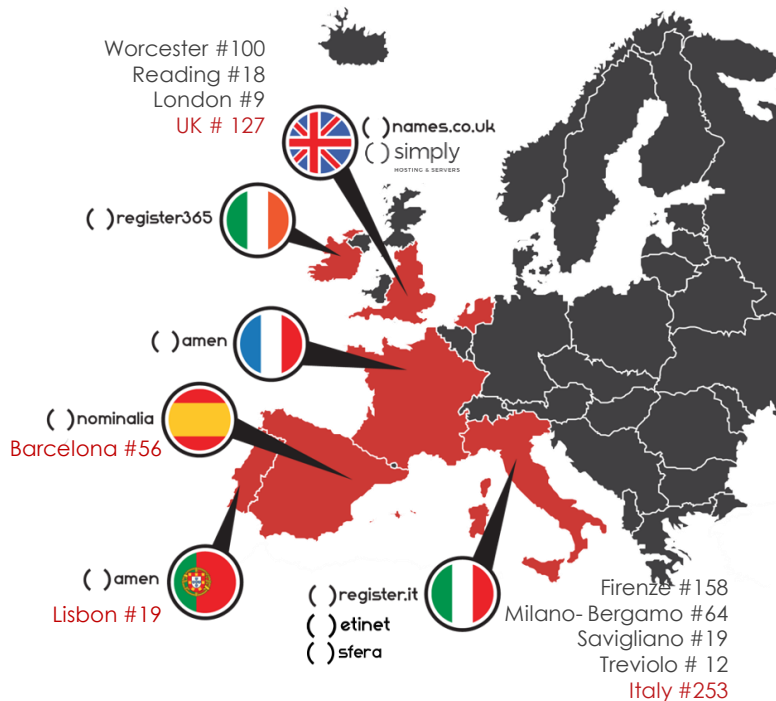 Worcester #100
Reading #18
London #9
UK # 127
( ) names.co.uk
( ) simply
HOSTING & SERVERS
( ) register365
( ) amen
( ) nominalia
Barcelona #56
( ) amen
Lisbon #19
( ) register.it
( ) etinet
( ) sfera
Firenze #158
Milano- Bergamo #64
Savigliano #19
Treviolo # 12
Italy #253